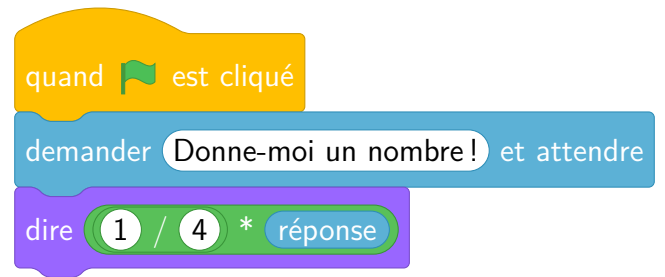 quand est cliqué
demander Donne-moi un nombre ! et attendre
dire 1 / 4 * réponse